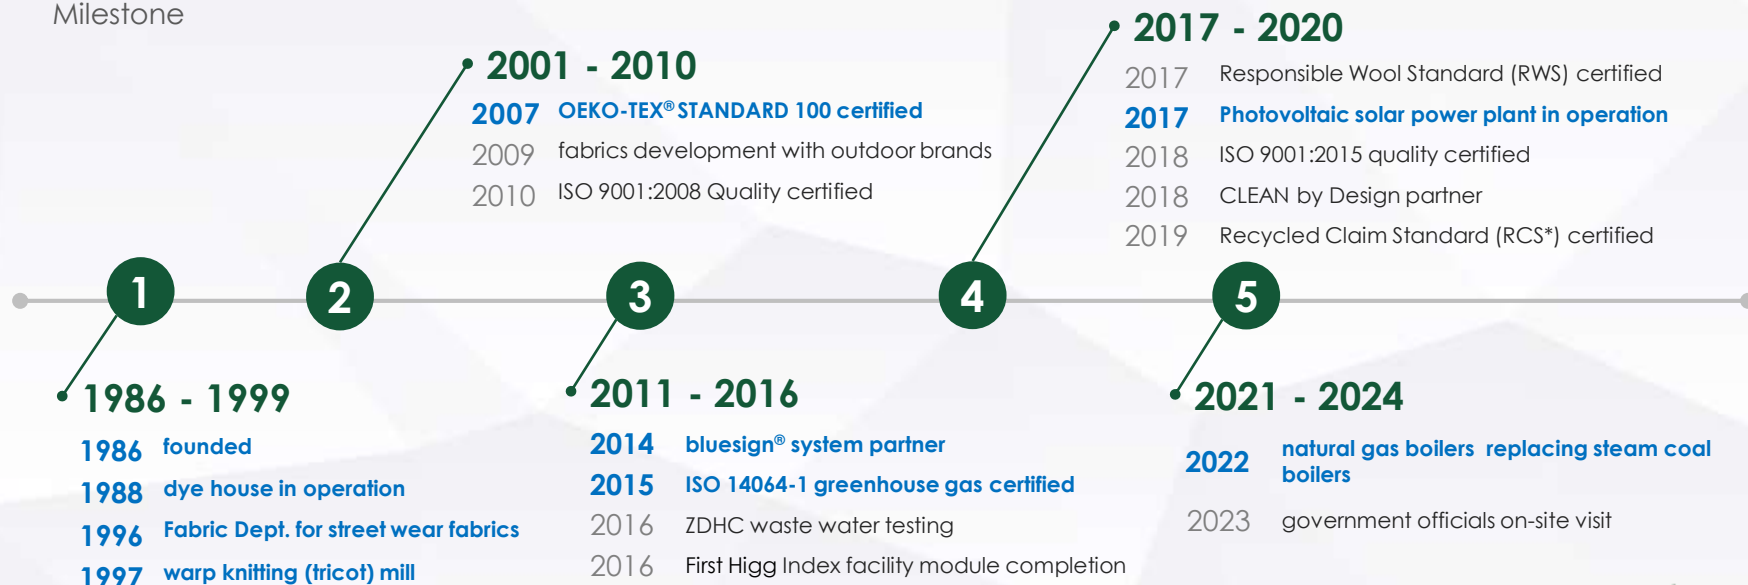 Milestone
2017 - 2020
2017 Responsible Wool Standard (RWS) certified
2017 Photovoltaic solar power plant in operation
2018 ISO 9001:2015 quality certified
2018 CLEAN by Design partner
2019 Recycled Claim Standard (RCS*) certified
2001 - 2010
2007 OEKO-TEX® STANDARD 100 certified
2009 fabrics development with outdoor brands
2010 ISO 9001:2008 Quality certified
1
2
3
4
5
1986 - 1999
1986 founded
1988 dye house in operation
1996 Fabric Dept. for street wear fabrics
1997 warp knitting (tricot) mill
2011 - 2016
2014 bluesign® system partner
2015 ISO 14064-1 greenhouse gas certified
2016 ZDHC waste water testing
2016 First Higg Index facility module completion
2021 - 2024
2022 natural gas boilers replacing steam coal
boilers
2023 government officials on-site visit